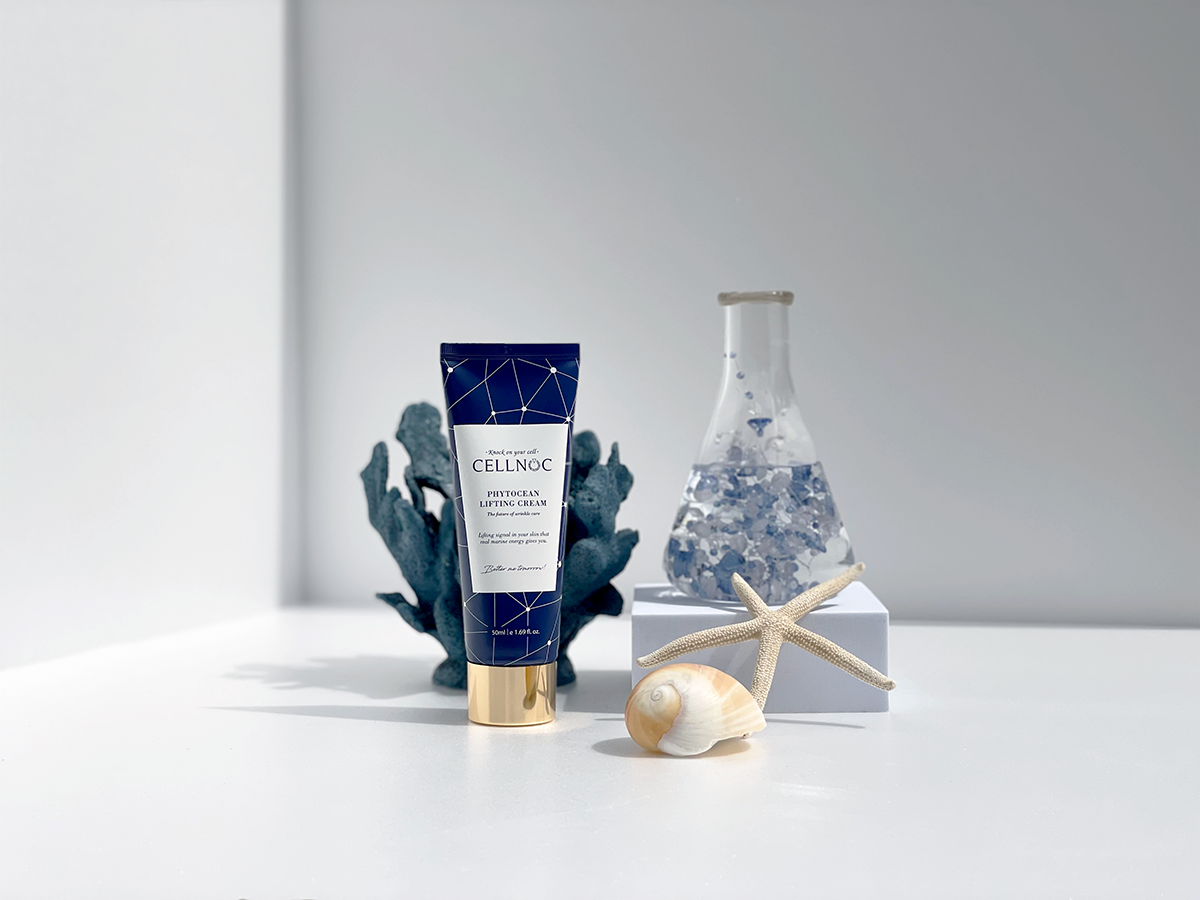 ·Knock on your cell·
CELLNOC
PHYTOCEAN
LIFTING CREAM
The future of wrinkle care
Lifting signal in your skin that
real marine energy gives you.
Better me tomorrow!
50ml | e 1.69 fl. oz.